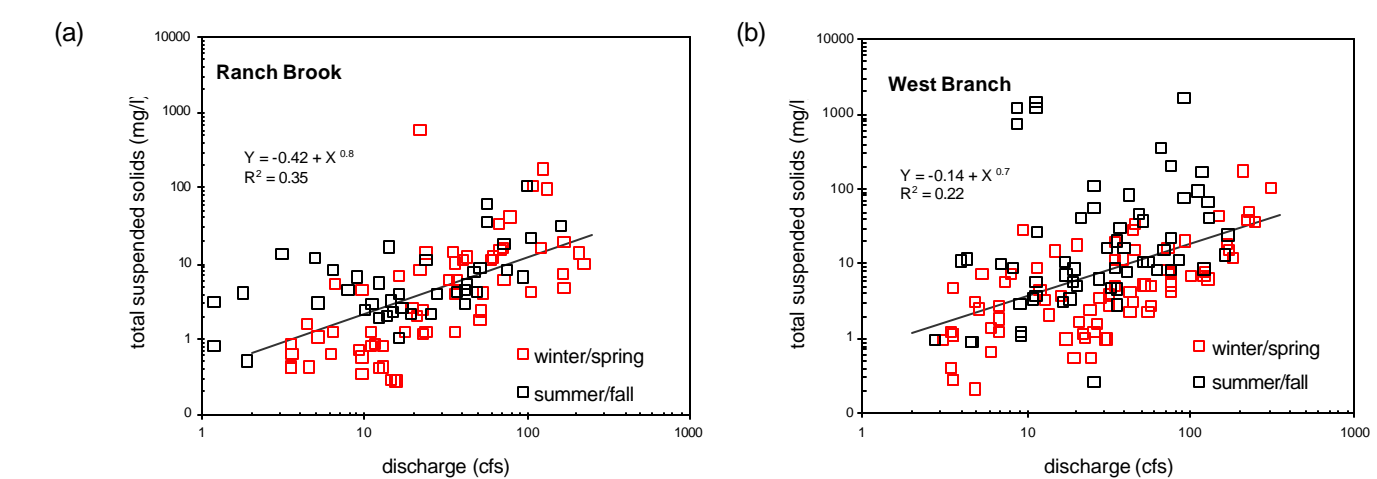 (a)
Ranch Brook
Y = -0.42 + X 0.8
R2 = 0.35
total suspended solids (mg/l)
10000
1000
100
10
1
0
1
10
100
1000
discharge (cfs)
winter/spring
summer/fall
(b)
West Branch
Y = -0.14 + X 0.7
R2 = 0.22
total suspended solids (mg/l
10000
1000
100
10
1
0
1
10
100
1000
discharge (cfs)
winter/spring
summer/fall